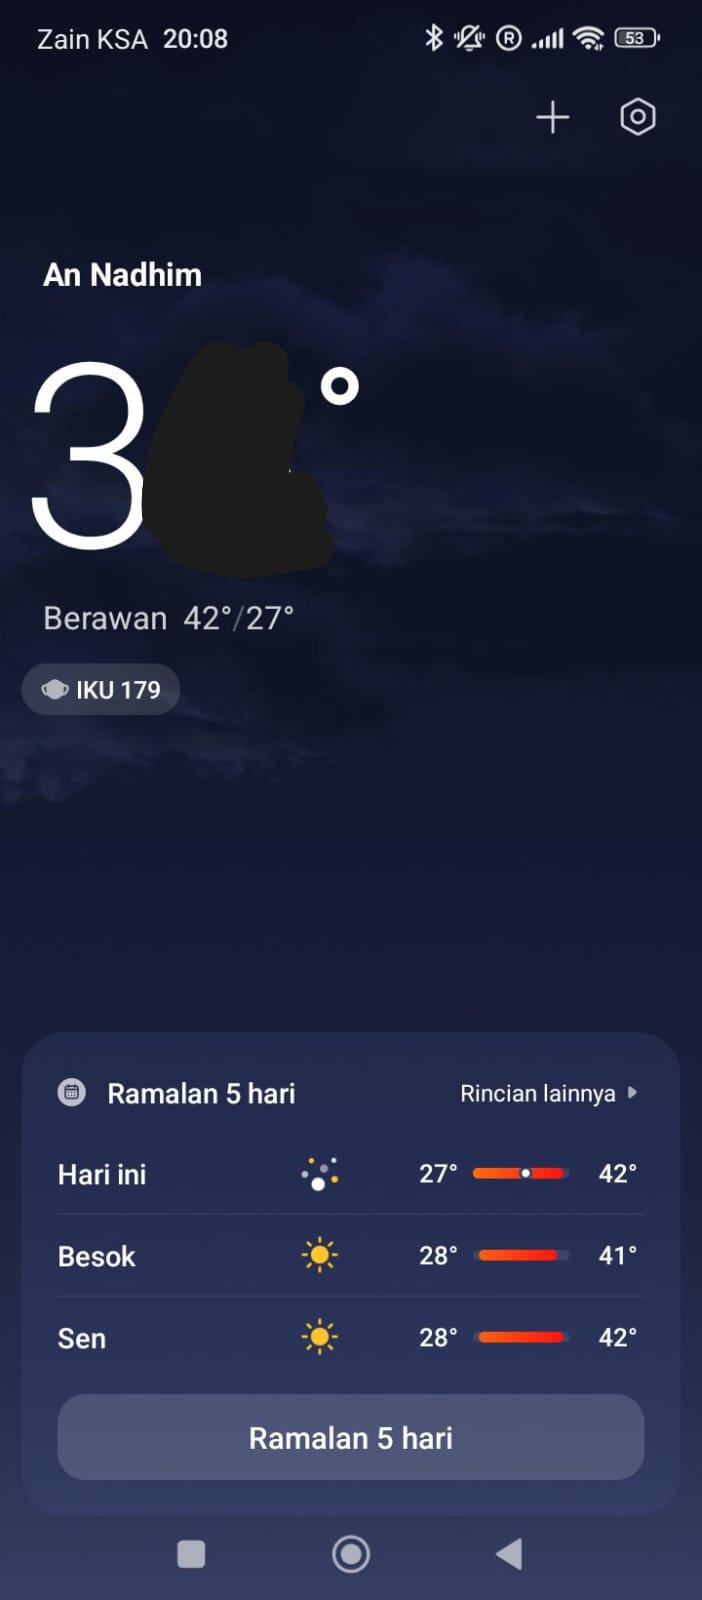 Zain KSA 20:08 53
An Nadhim
3 °
Berawan 42°/27°
IKU 179
Ramalan 5 hari Rincian lainnya
Hari ini 27° 42°
Besok 28° 41°
Sen 28° 42°
Ramalan 5 hari